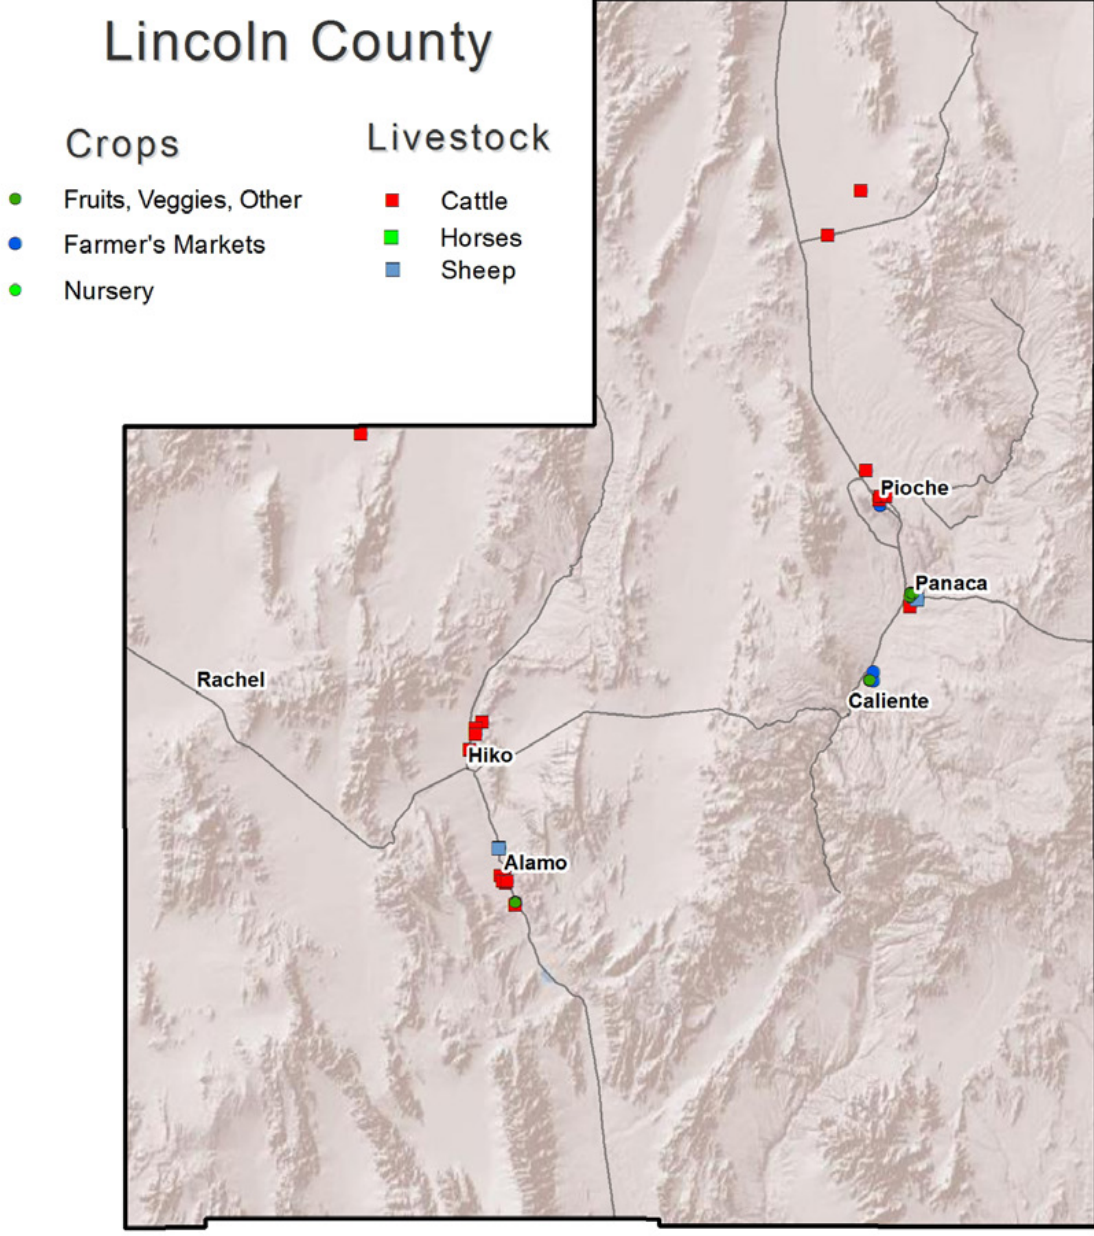 Lincoln County
Crops
Fruits, Veggies, Other
Farmer's Markets
Nursery
Livestock
Cattle
Horses
Sheep
Pioche
Panaca
Rachel
Caliente
Hiko
Alamo